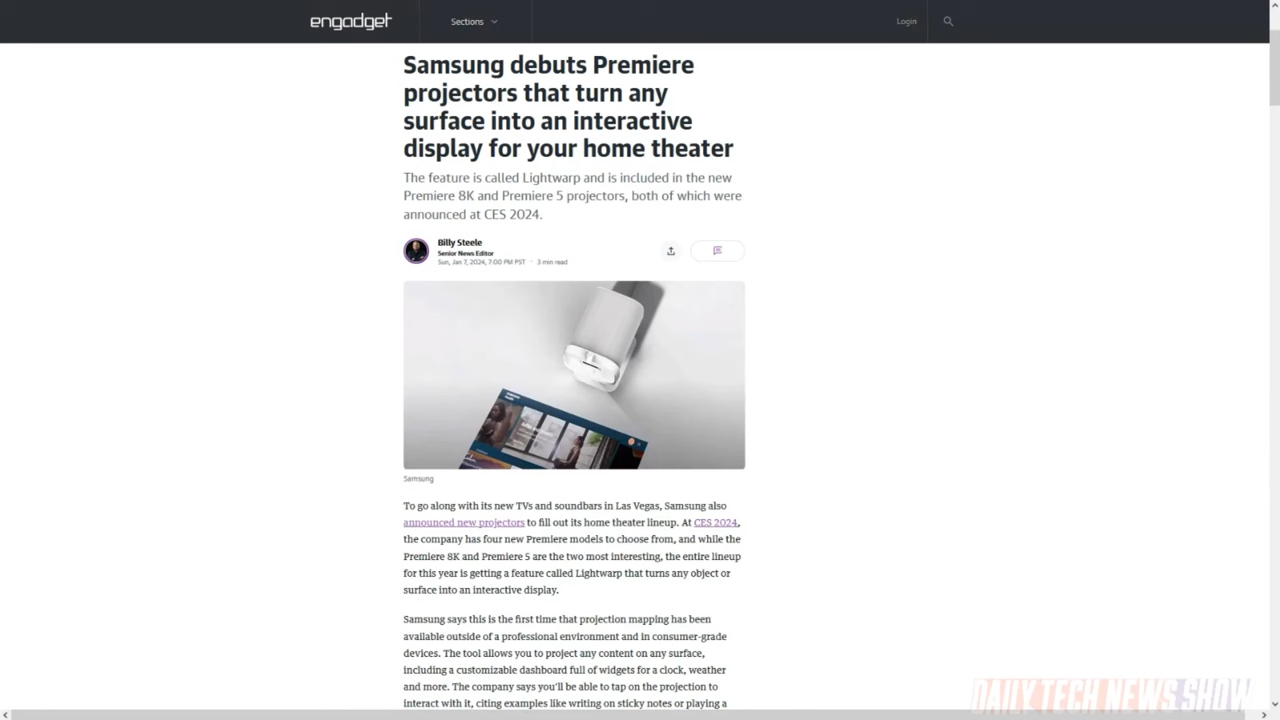 engadget
Sections
Login
Samsung debuts Premiere
projectors that turn any
surface into an interactive
display for your home theater
The feature is called Lightwarp and is included in the new
Premiere 8K and Premiere 5 projectors, both of which were
announced at CES 2024.
Billy Steele
Senior News Editor
Sun, Jan 7, 2024, 7:00 PM PST · 3 min read
Samsung
To go along with its new TVs and soundbars in Las Vegas, Samsung also
announced new projectors to fill out its home theater lineup. At CES 2024,
the company has four new Premiere models to choose from, and while the
Premiere 8K and Premiere 5 are the two most interesting, the entire lineup
for this year is getting a feature called Lightwarp that turns any object or
surface into an interactive display.
Samsung says this is the first time that projection mapping has been
available outside of a professional environment and in consumer-grade
devices. The tool allows you to project any content on any surface,
including a customizable dashboard full of widgets for a clock, weather
and more. The company says you'll be able to tap on the projection to
interact with it, citing examples like writing on sticky notes or playing a
DAILY TECH NEWS SHOW